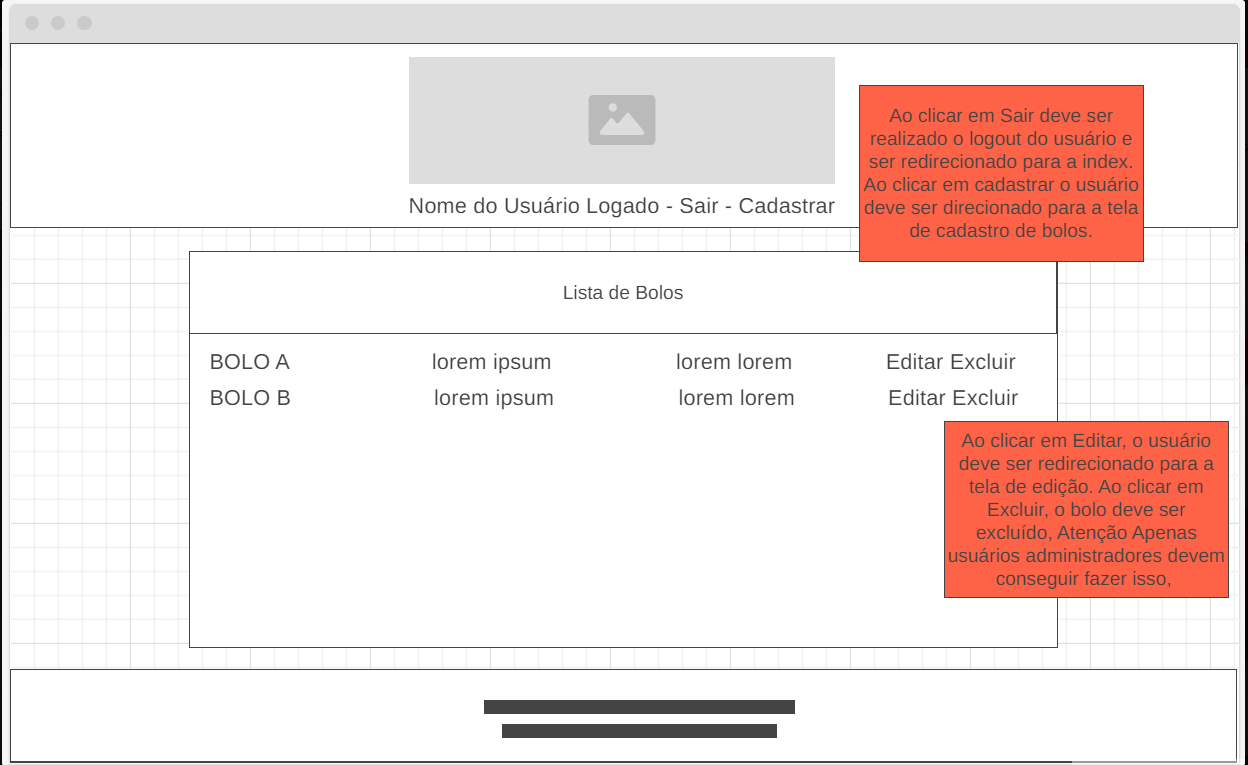 Nome do Usuário Logado - Sair - Cadastrar
Ao clicar em Sair deve ser
realizado o logout do usuário e
ser redirecionado para a index.
Ao clicar em cadastrar o usuário
deve ser direcionado para a tela
de cadastro de bolos.
Lista de Bolos
BOLO A lorem ipsum lorem lorem Editar Excluir
BOLO B lorem ipsum lorem lorem Editar Excluir
Ao clicar em Editar, o usuário
deve ser redirecionado para a
tela de edição. Ao clicar em
Excluir, o bolo deve ser
excluído, Atenção Apenas
usuários administradores devem
conseguir fazer isso,